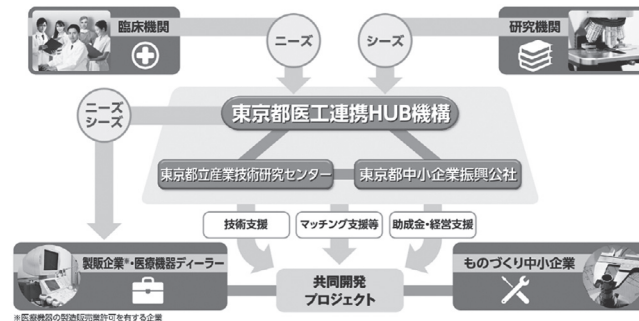 臨床機関
ニーズ
シーズ
研究機関
ニーズ
シーズ
東京都医工連携HUB機構
東京都立産業技術研究センター
東京都中小企業振興公社
技術支援
マッチング支援等
助成金・経営支援
製販企業※・医療機器ディーラー
共同開発
プロジェクト
ものづくり中小企業
※医療機器の製造販売業許可を有する企業